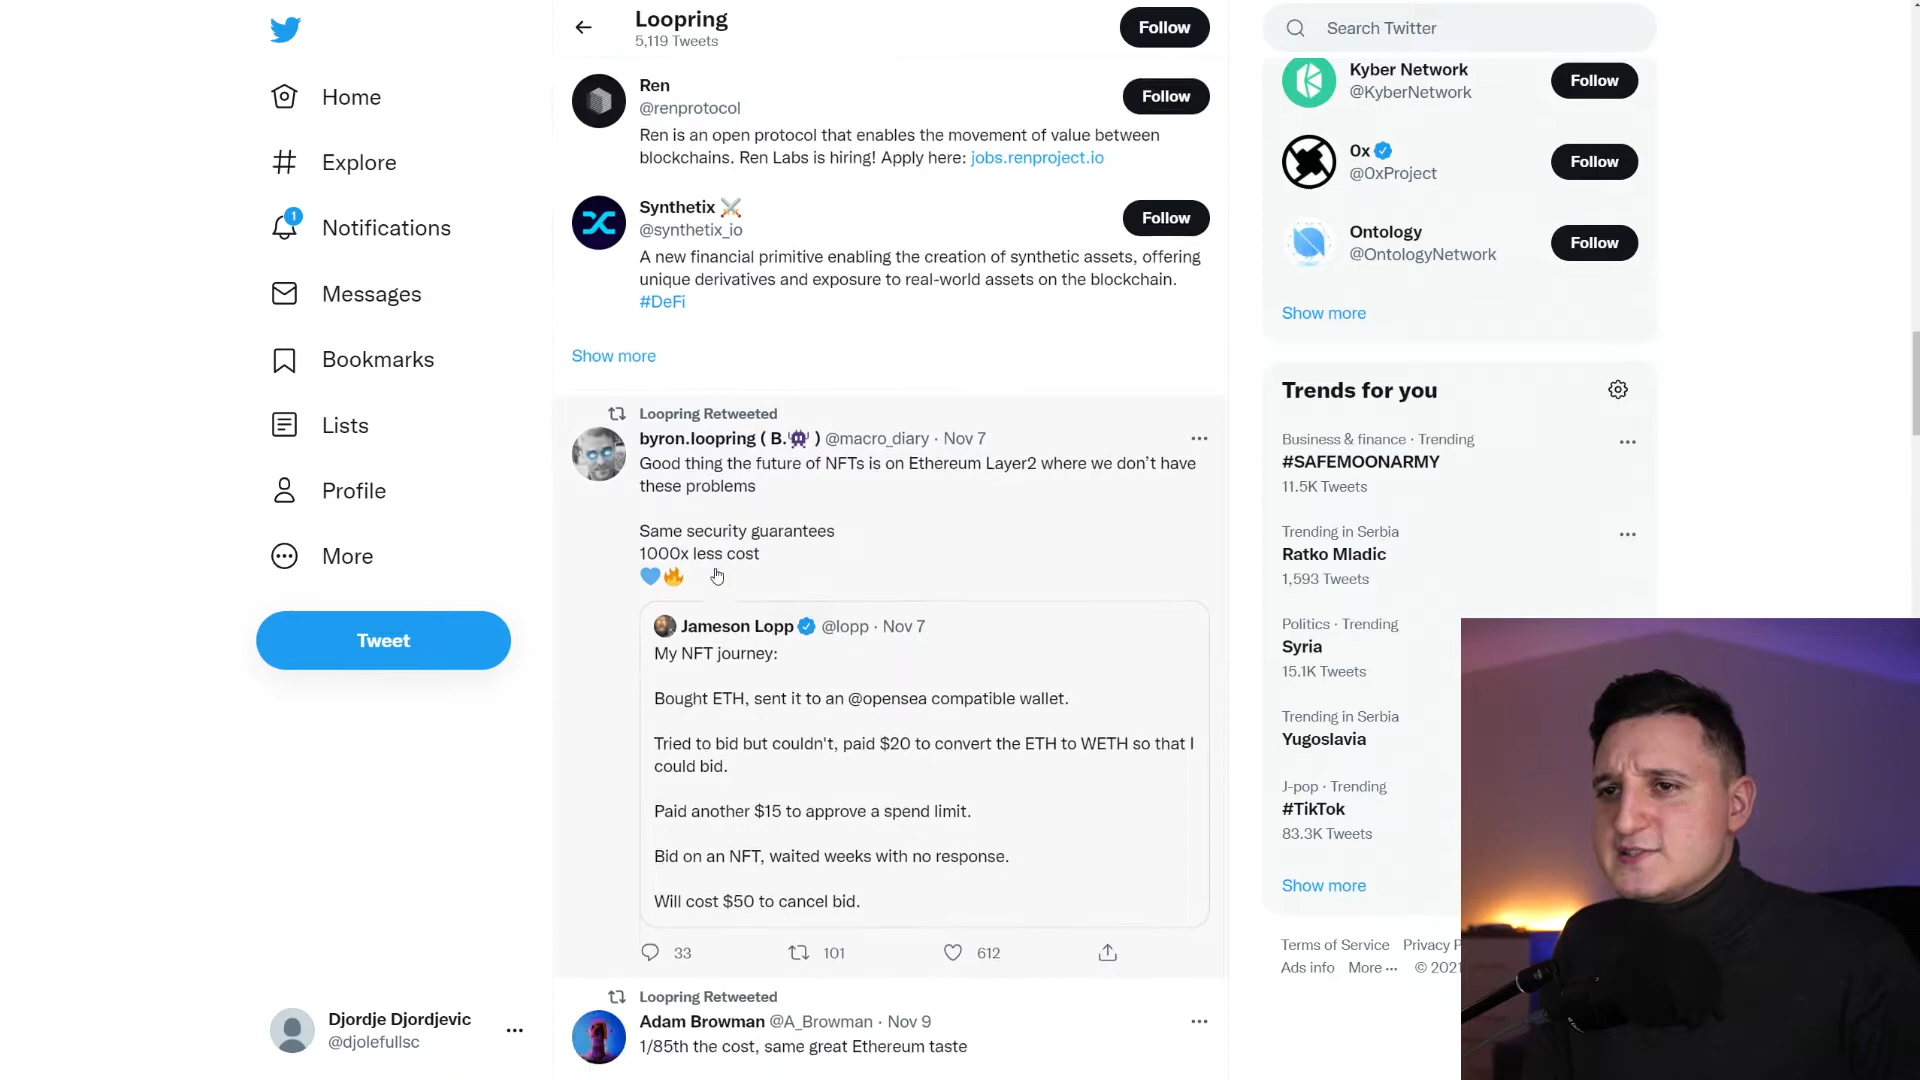 Home
Explore
1
Notifications
Messages
Bookmarks
Lists
Profile
More
Tweet
Djordje Djordjevic
@djolefullsc
Loopring
5,119 Tweets
Follow
Ren
@renprotocol
Follow
Ren is an open protocol that enables the movement of value between
blockchains. Ren Labs is hiring! Apply here: jobs.renproject.io
Synthetix ⚔️
@synthetix_io
Follow
A new financial primitive enabling the creation of synthetic assets, offering
unique derivatives and exposure to real-world assets on the blockchain.
#DeFi
Show more
Loopring Retweeted
byron.loopring ( B.👾 ) @macro_diary · Nov 7
Good thing the future of NFTs is on Ethereum Layer2 where we don’t have
these problems
Same security guarantees
1000x less cost
💙🔥
Jameson Lopp @lopp · Nov 7
My NFT journey:
Bought ETH, sent it to an @opensea compatible wallet.
Tried to bid but couldn't, paid $20 to convert the ETH to WETH so that I
could bid.
Paid another $15 to approve a spend limit.
Bid on an NFT, waited weeks with no response.
Will cost $50 to cancel bid.
33 101 612
Loopring Retweeted
Adam Browman @A_Browman · Nov 9
1/85th the cost, same great Ethereum taste
Search Twitter
Kyber Network
@KyberNetwork
Follow
0x
@0xProject
Follow
Ontology
@OntologyNetwork
Follow
Show more
Trends for you
Business & finance · Trending
#SAFEMOONARMY
11.5K Tweets
Trending in Serbia
Ratko Mladic
1,593 Tweets
Politics · Trending
Syria
15.1K Tweets
Trending in Serbia
Yugoslavia
J-pop · Trending
#TikTok
83.3K Tweets
Show more
Terms of Service Privacy P
Ads info More ··· © 2021